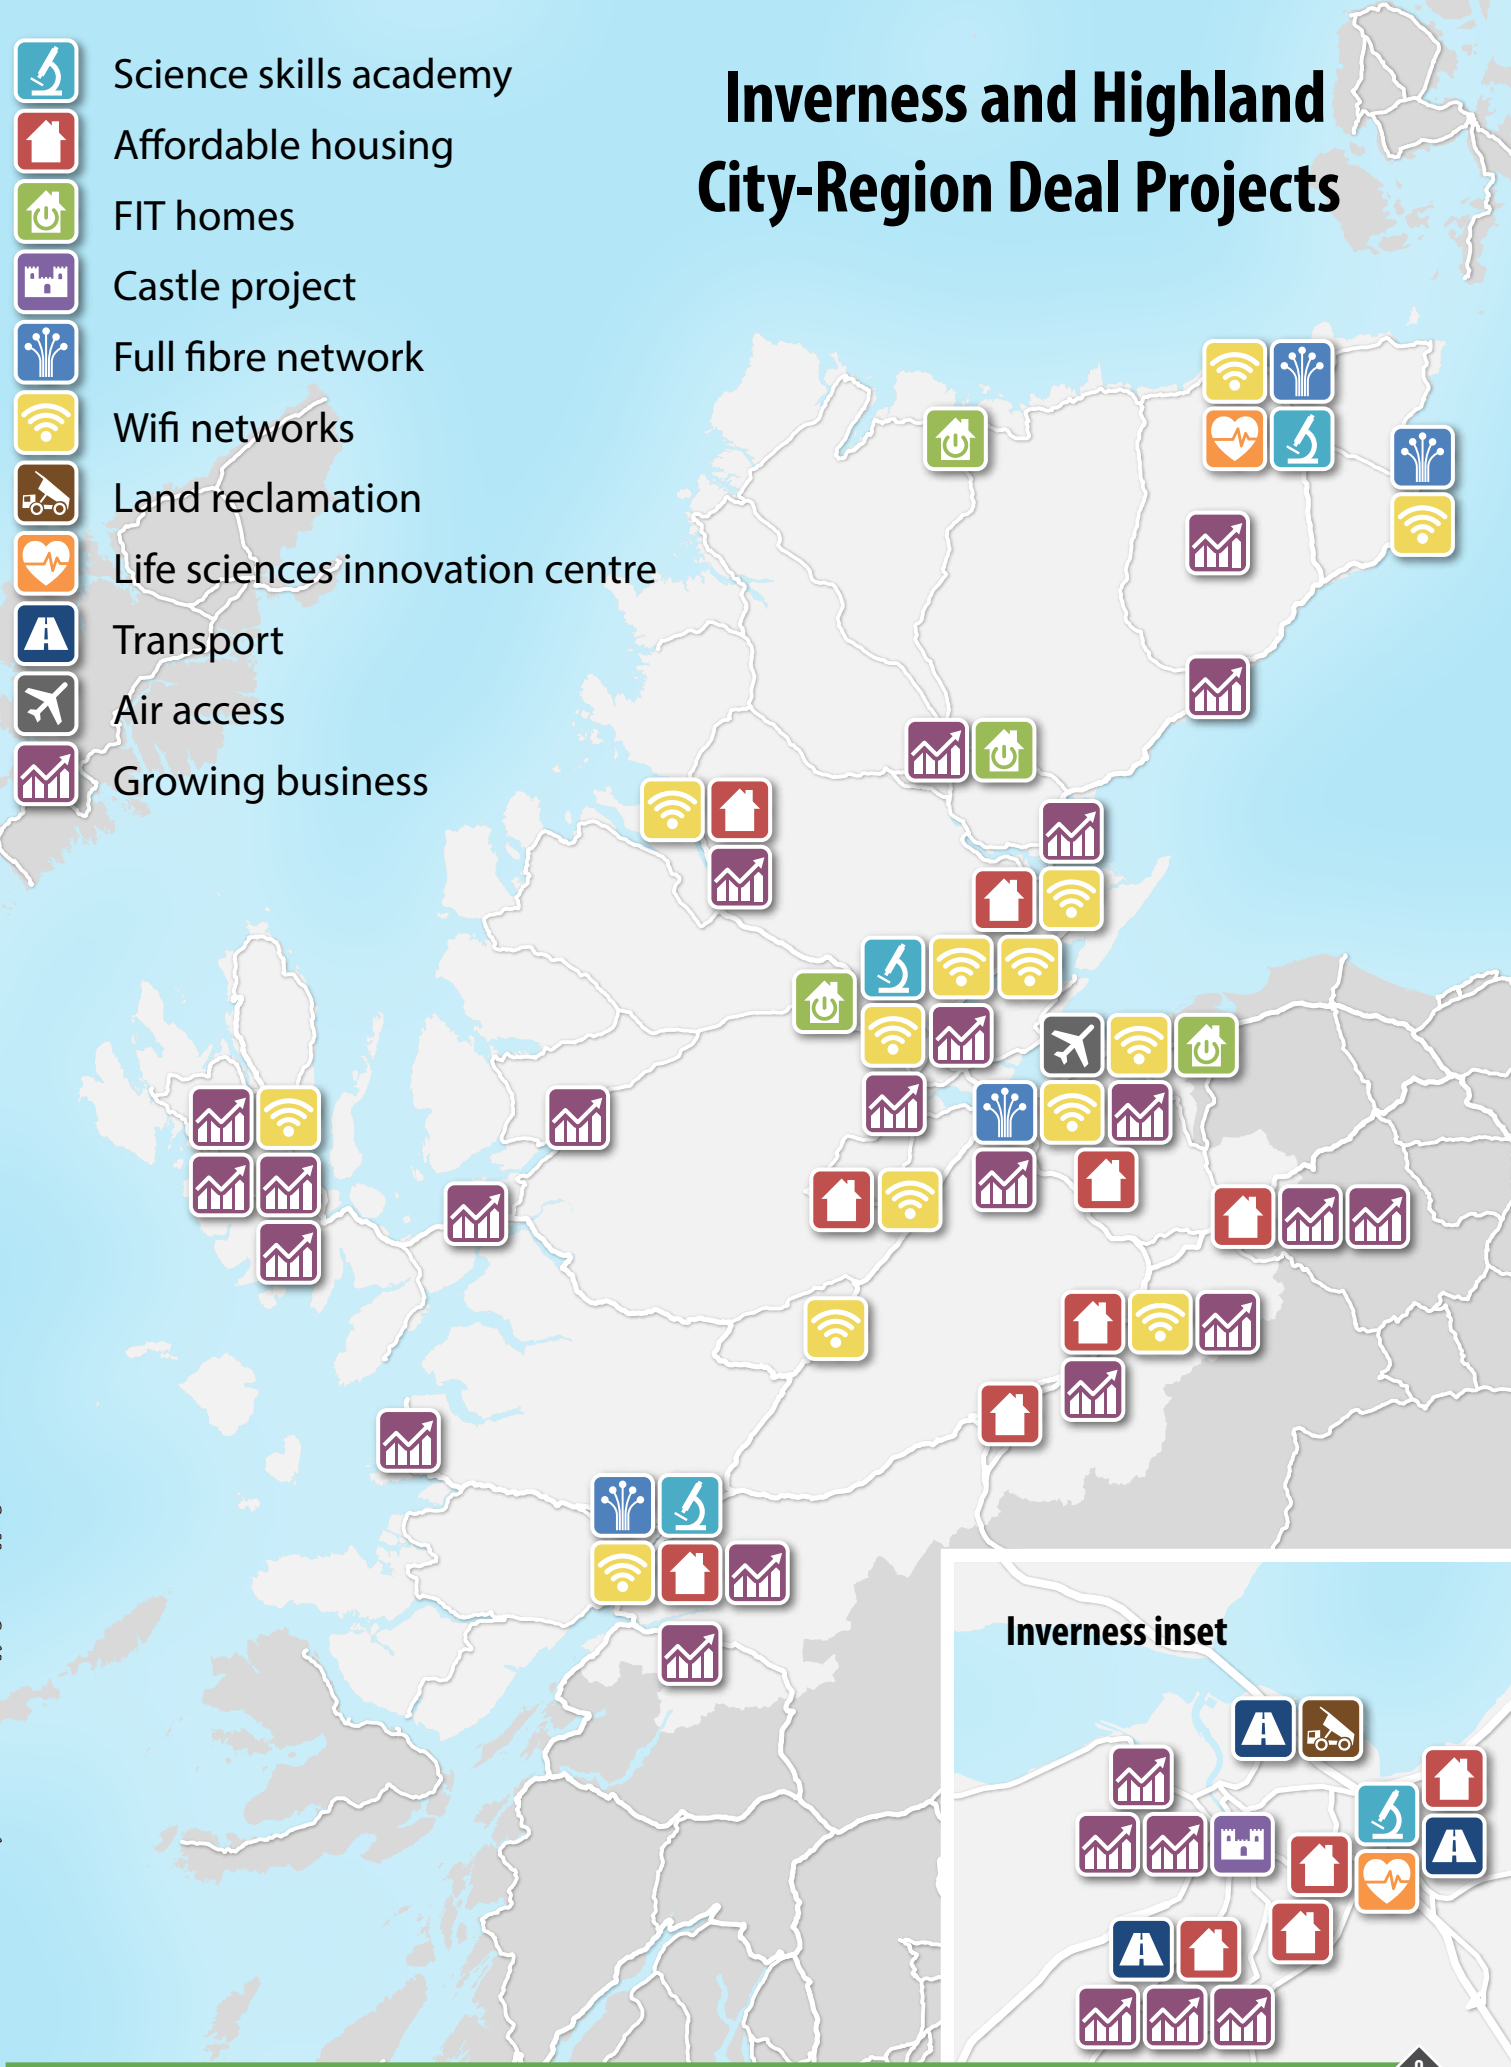 Science skills academy
Affordable housing
FIT homes
Castle project
Full fibre network
Wifi networks
Land reclamation
Life sciences innovation centre
Transport
Air access
Growing business
Inverness and Highland
City-Region Deal Projects
Inverness inset